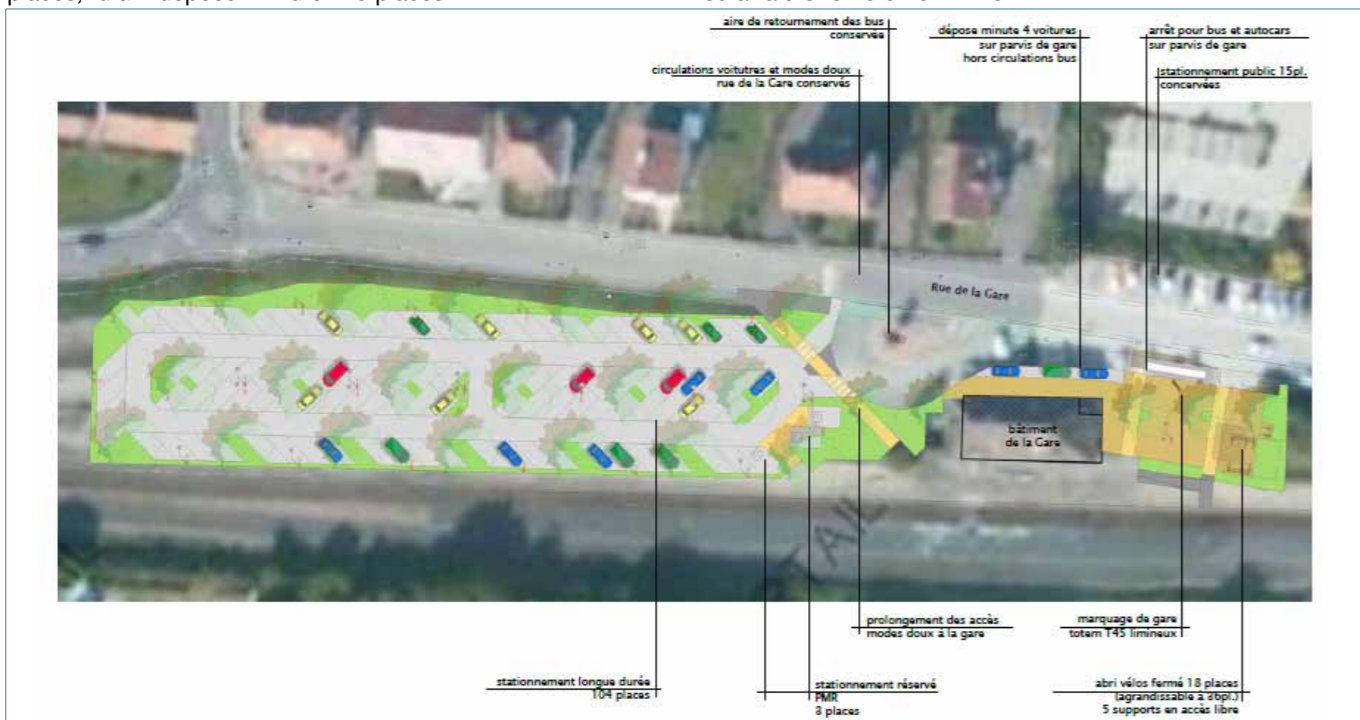 aire de retournement des bus
conservée
dépose minute 4 voitures
sur parvis de gare
hors circulations bus
arrêt pour bus et autocars
sur parvis de gare
circulations voitutres et modes doux
rue de la Gare conservés
stationnement public 15pl.
concervées
Rue de la Gare
bâtiment
de la Gare
TAIL
prolongement des accès
modes doux à la gare
marquage de gare
totem T45 limineux
stationnement longue durée
104 places
stationnement réservé
PMR
3 places
abri vélos fermé 18 places
(agrandissable à 36pl.)
5 supports en accès libre